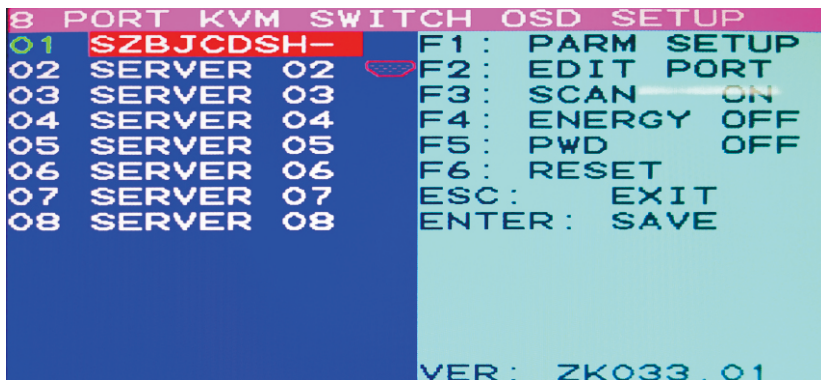 8 PORT KVM SWITCH OSD SETUP
01 SZBJCDSH-
02 SERVER 02
03 SERVER 03
04 SERVER 04
05 SERVER 05
06 SERVER 06
07 SERVER 07
08 SERVER 08
F1: PARM SETUP
F2: EDIT PORT
F3: SCAN ON
F4: ENERGY OFF
F5: PWD OFF
F6: RESET
ESC: EXIT
ENTER: SAVE
VER: ZK033.01